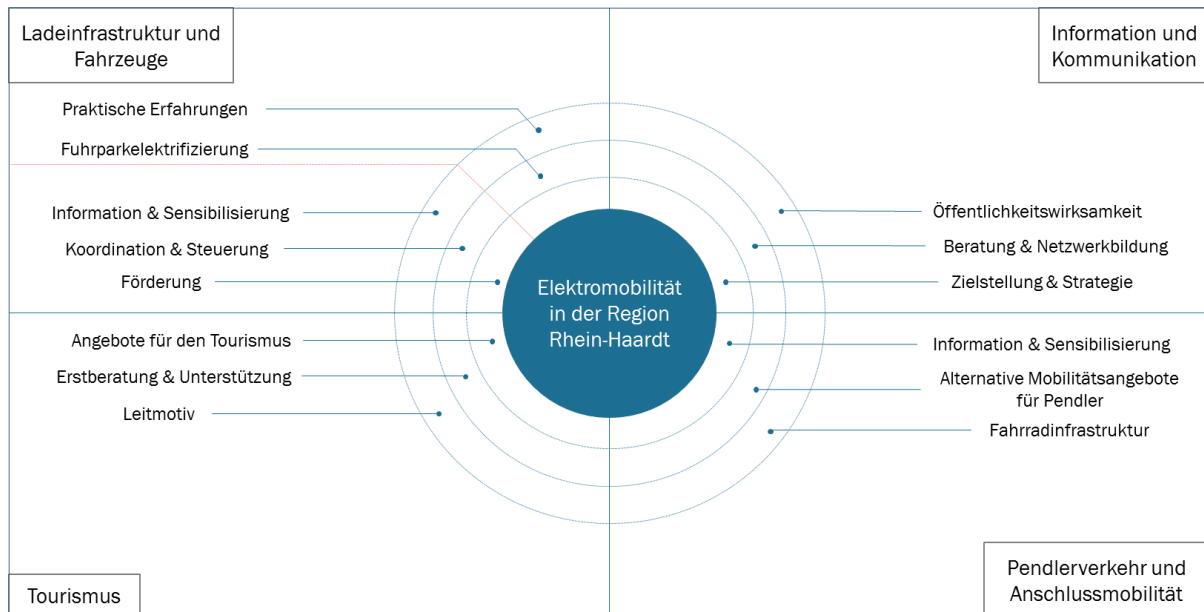 Ladeinfrastruktur und
Fahrzeuge
Information und
Kommunikation
Praktische Erfahrungen
Fuhrparkelektrifizierung
Information & Sensibilisierung
Koordination & Steuerung
Förderung
Öffentlichkeitswirksamkeit
Beratung & Netzwerkbildung
Zielstellung & Strategie
Elektromobilität
in der Region
Rhein-Haardt
Angebote für den Tourismus
Erstberatung & Unterstützung
Leitmotiv
Information & Sensibilisierung
Alternative Mobilitätsangebote
für Pendler
Fahrradinfrastruktur
Tourismus
Pendlerverkehr und
Anschlussmobilität